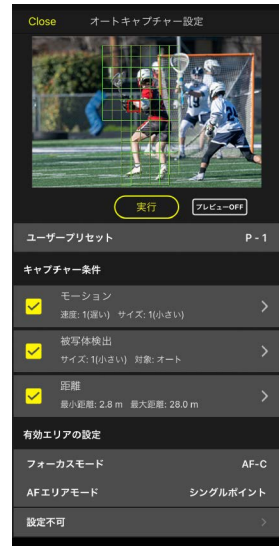 Close オートキャプチャー設定
実行 プレビューOFF
ユーザープリセット P - 1
キャプチャー条件
モーション
速度: 1(遅い) サイズ: 1(小さい)
被写体検出
サイズ: 1(小さい) 対象: オート
距離
最小距離: 2.8 m 最大距離: 28.0 m
有効エリアの設定
フォーカスモード AF-C
AFエリアモード シングルポイント
設定不可